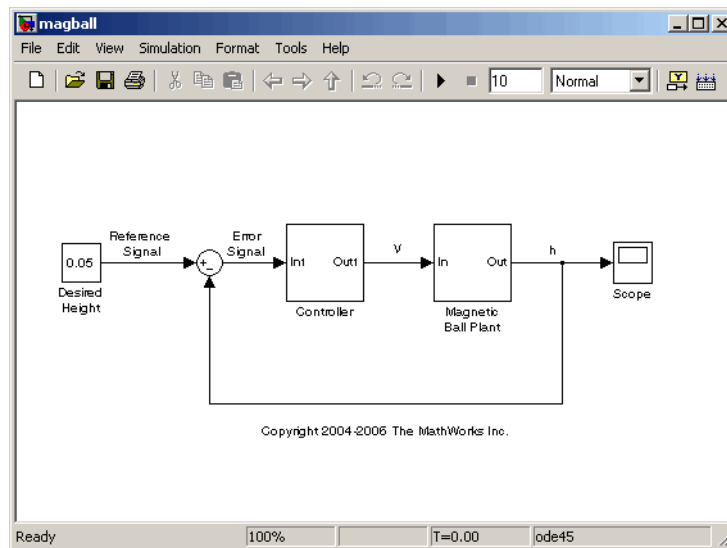 magball
File Edit View Simulation Format Tools Help
10 Normal
Reference
Signal
Error
Signal
0.05
+
-
In1 Out1
V
In Out
h
Desired
Height
Controller
Magnetic
Ball Plant
Scope
Copyright 2004-2006 The MathWorks Inc.
Ready 100% T=0.00 ode45